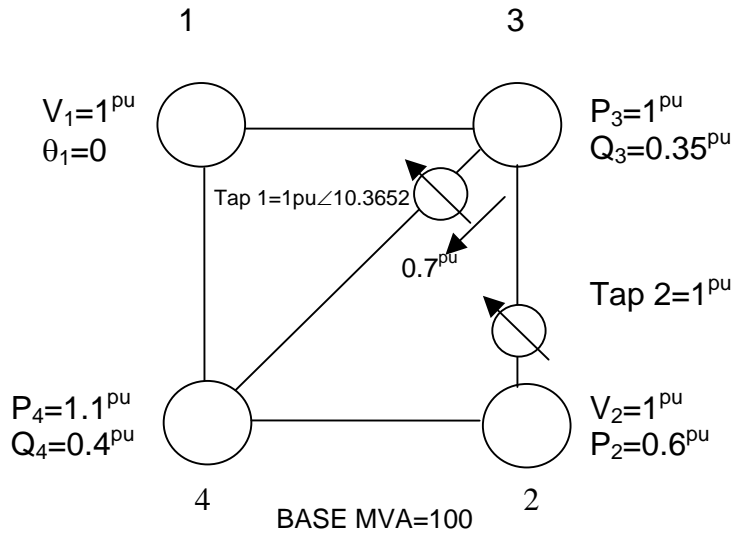 1
3
V₁=1ᵖᵘ
θ₁=0
P₃=1ᵖᵘ
Q₃=0.35ᵖᵘ
Tap 1=1pu∠10.3652
0.7ᵖᵘ
Tap 2=1ᵖᵘ
P₄=1.1ᵖᵘ
Q₄=0.4ᵖᵘ
V₂=1ᵖᵘ
P₂=0.6ᵖᵘ
4
2
BASE MVA=100